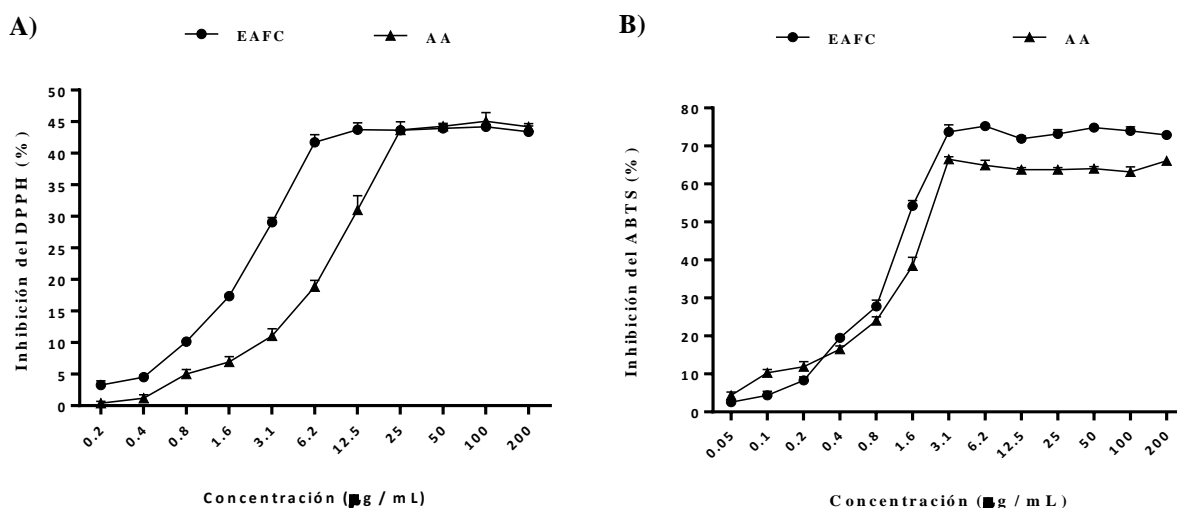 A)
EAFC AA
Inhibición del DPPH (%)
50
45
40
35
30
25
20
15
10
5
0
0.2 0.4 0.8 1.6 3.1 6.2 12.5 25 50 100 200
Concentración (µg / mL)
B)
EAFC AA
Inhibición del ABTS (%)
80
70
60
50
40
30
20
10
0
0.05 0.1 0.2 0.4 0.8 1.6 3.1 6.2 12.5 25 50 100 200
Concentración (µg / mL)